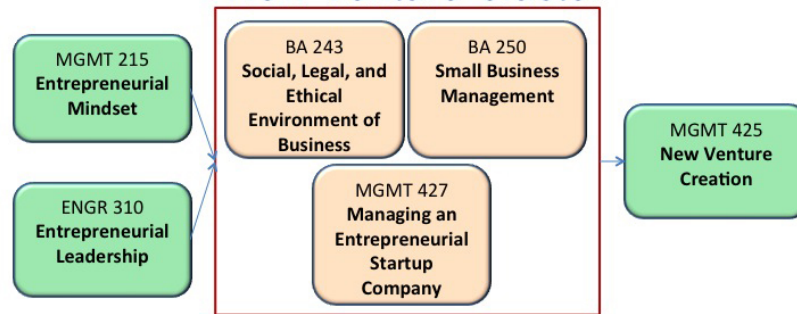 MGMT 215
Entrepreneurial
Mindset
ENGR 310
Entrepreneurial
Leadership
BA 243
Social, Legal, and
Ethical
Environment of
Business
BA 250
Small Business
Management
MGMT 427
Managing an
Entrepreneurial
Startup
Company
MGMT 425
New Venture
Creation